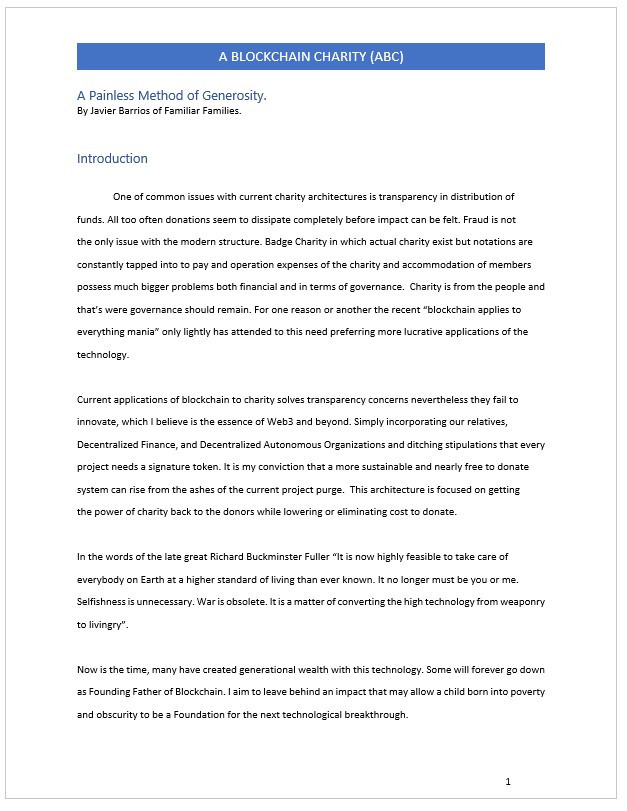 A BLOCKCHAIN CHARITY (ABC)
A Painless Method of Generosity.
By Javier Barrios of Familiar Families.
Introduction
One of common issues with current charity architectures is transparency in distribution of
funds. All too often donations seem to dissipate completely before impact can be felt. Fraud is not
the only issue with the modern structure. Badge Charity in which actual charity exist but notations are
constantly tapped into to pay and operation expenses of the charity and accommodation of members
possess much bigger problems both financial and in terms of governance.  Charity is from the people and
that’s were governance should remain. For one reason or another the recent “blockchain applies to
everything mania” only lightly has attended to this need preferring more lucrative applications of the
technology.
Current applications of blockchain to charity solves transparency concerns nevertheless they fail to
innovate, which I believe is the essence of Web3 and beyond. Simply incorporating our relatives,
Decentralized Finance, and Decentralized Autonomous Organizations and ditching stipulations that every
project needs a signature token. It is my conviction that a more sustainable and nearly free to donate
system can rise from the ashes of the current project purge.  This architecture is focused on getting
the power of charity back to the donors while lowering or eliminating cost to donate.
In the words of the late great Richard Buckminster Fuller “It is now highly feasible to take care of
everybody on Earth at a higher standard of living than ever known. It no longer must be you or me.
Selfishness is unnecessary. War is obsolete. It is a matter of converting the high technology from weaponry
to livingry”.
Now is the time, many have created generational wealth with this technology. Some will forever go down
as Founding Father of Blockchain. I aim to leave behind an impact that may allow a child born into poverty
and obscurity to be a Foundation for the next technological breakthrough.
1